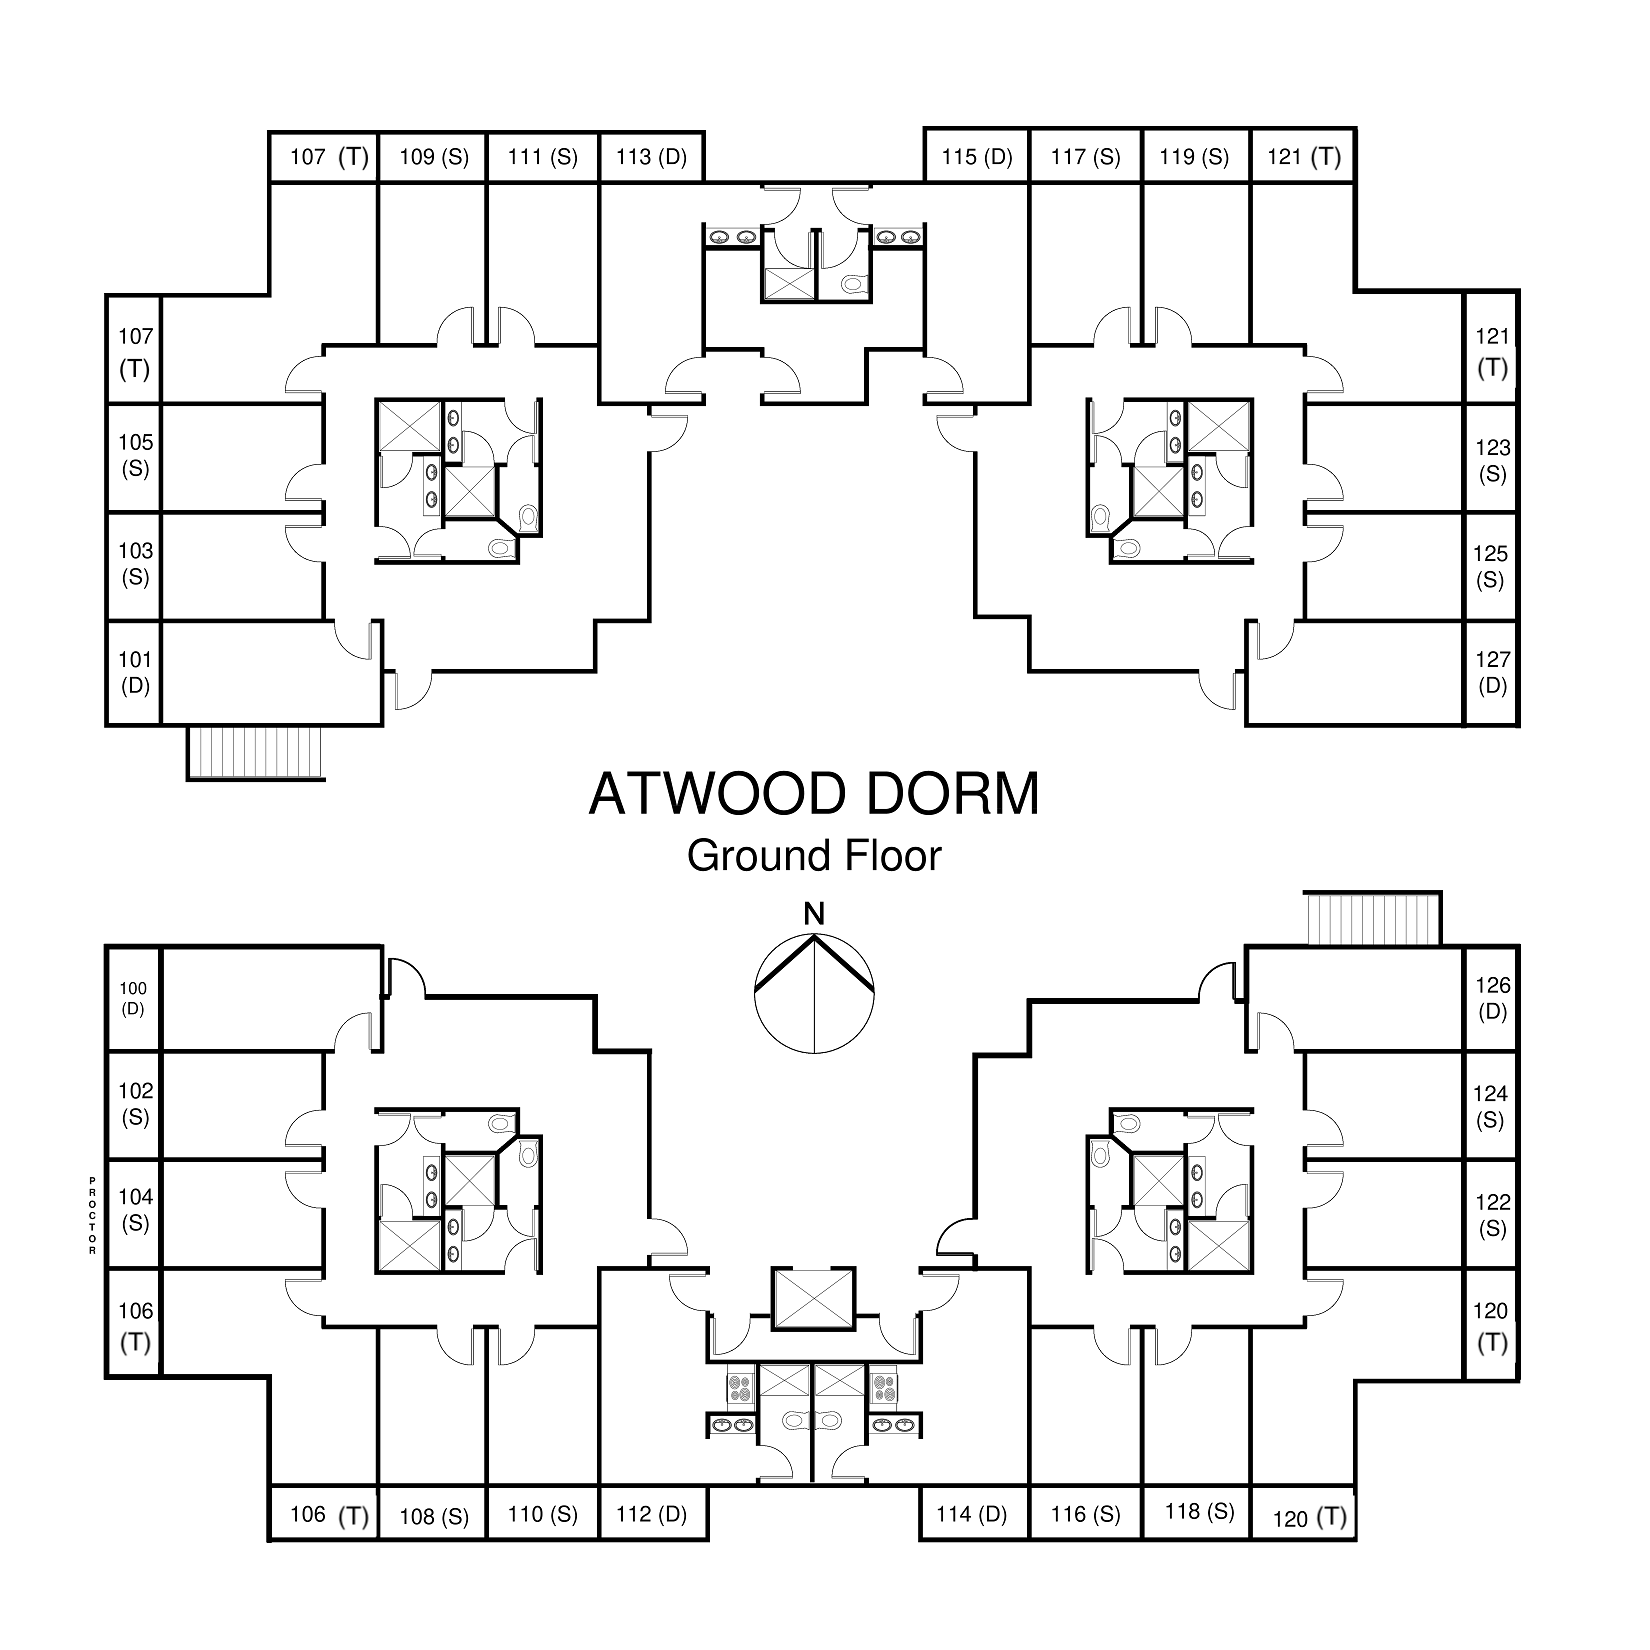 107 (T)
109 (S)
111 (S)
113 (D)
115 (D)
117 (S)
119 (S)
121 (T)
107
(T)
121
(T)
105
(S)
123
(S)
103
(S)
125
(S)
101
(D)
127
(D)
ATWOOD DORM
Ground Floor
N
100
(D)
126
(D)
102
(S)
124
(S)
PROCTOR
104
(S)
122
(S)
106
(T)
120
(T)
106 (T)
108 (S)
110 (S)
112 (D)
114 (D)
116 (S)
118 (S)
120 (T)